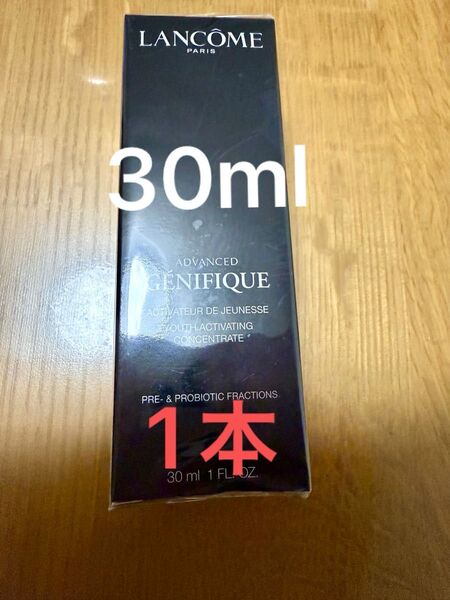 LANCÔME
PARIS
30ml
ADVANCED
GÉNIFIQUE
ACTIVATEUR DE JEUNESSE
YOUTH ACTIVATING
CONCENTRATE
PRE- & PROBIOTIC FRACTIONS
1本
30 ml 1 FL. OZ.